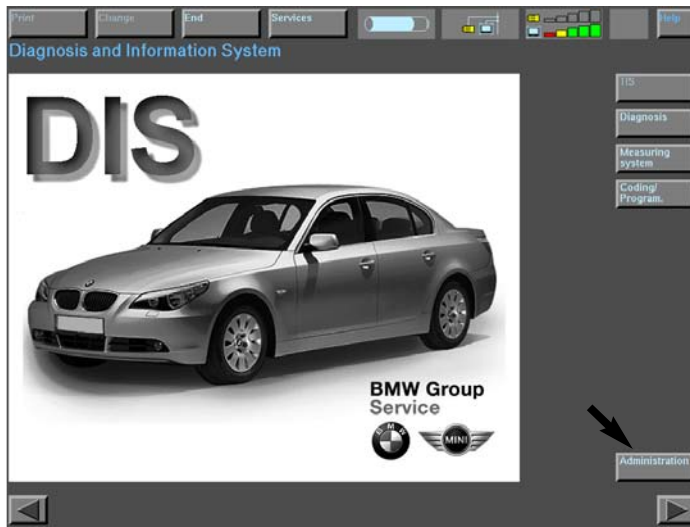 Print
Change
End
Services
Help
Diagnosis and Information System
TIS
DIS
Diagnosis
Measuring
system
Coding/
Program.
BMW Group
Service
BMW
MINI
Administration